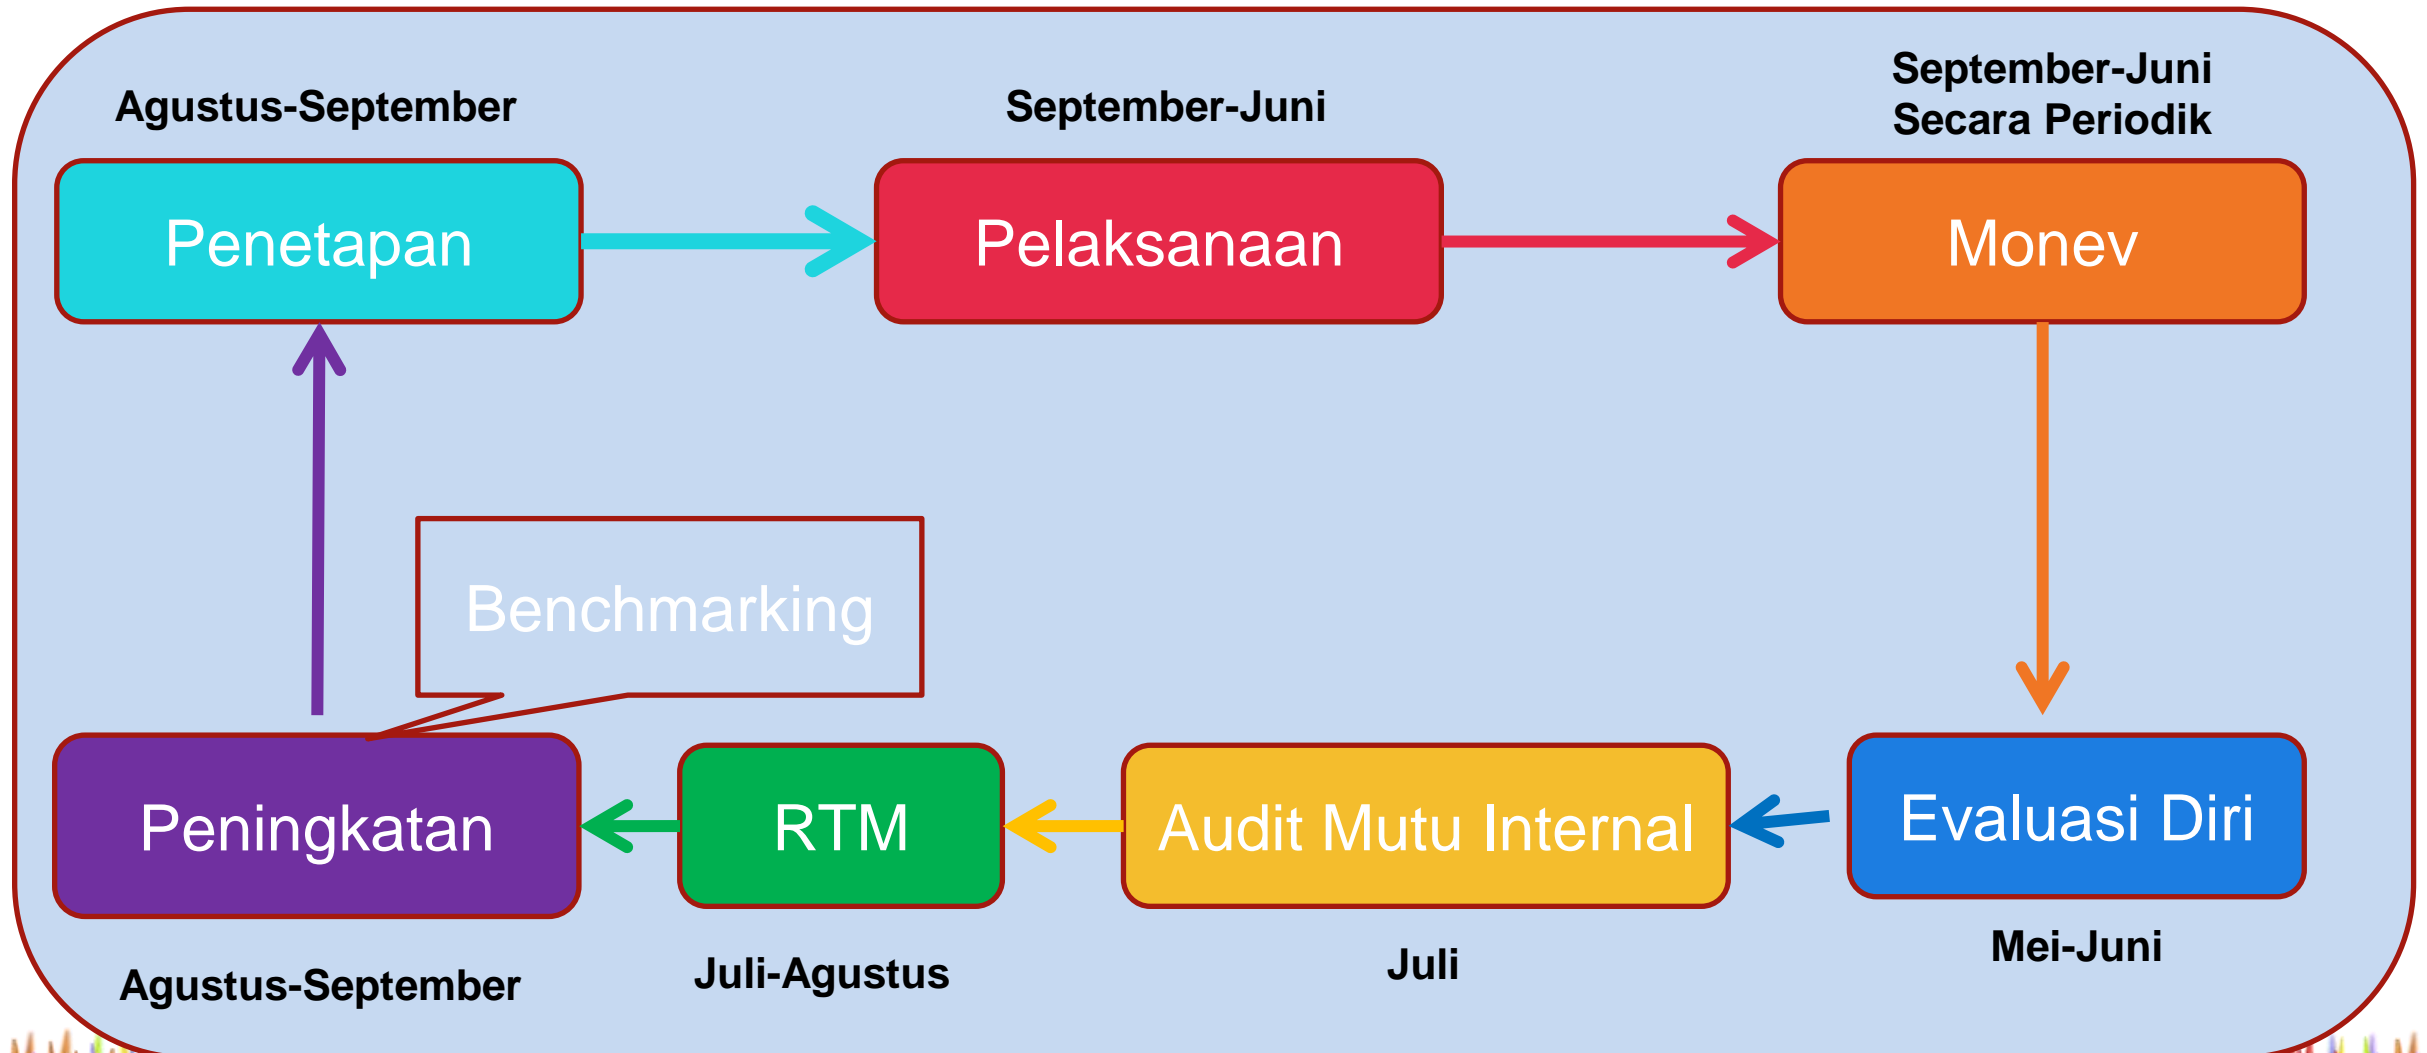 Agustus-September
September-Juni
September-Juni
Secara Periodik
Penetapan
Pelaksanaan
Monev
Benchmarking
Peningkatan
RTM
Audit Mutu Internal
Evaluasi Diri
Agustus-September
Juli-Agustus
Juli
Mei-Juni